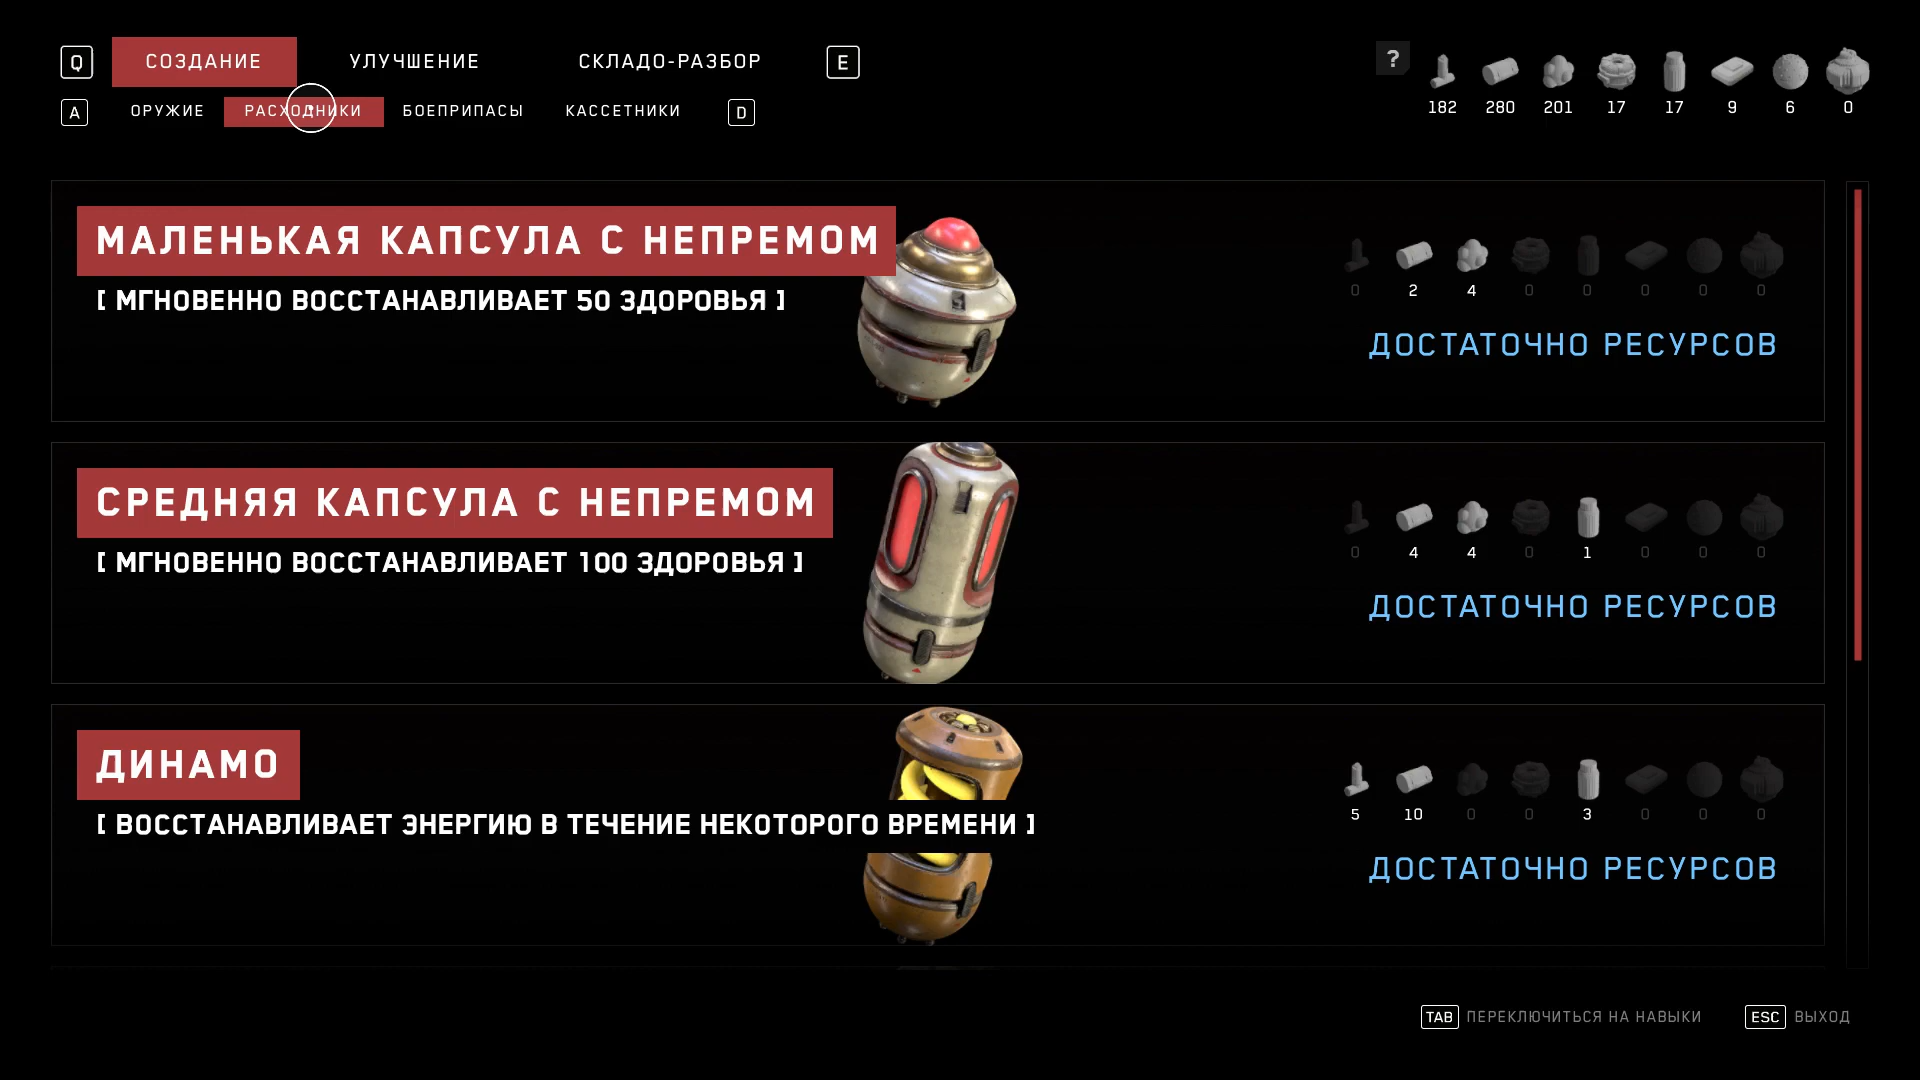 Q СОЗДАНИЕ УЛУЧШЕНИЕ СКЛАДО-РАЗБОР E ?
A ОРУЖИЕ РАСХОДНИКИ БОЕПРИПАСЫ КАССЕТНИКИ D
182 280 201 17 17 9 6 0
МАЛЕНЬКАЯ КАПСУЛА С НЕПРЕМОМ
[ МГНОВЕННО ВОССТАНАВЛИВАЕТ 50 ЗДОРОВЬЯ ]
0 2 4 0 0 0 0 0
ДОСТАТОЧНО РЕСУРСОВ
СРЕДНЯЯ КАПСУЛА С НЕПРЕМОМ
[ МГНОВЕННО ВОССТАНАВЛИВАЕТ 100 ЗДОРОВЬЯ ]
0 4 4 0 1 0 0 0
ДОСТАТОЧНО РЕСУРСОВ
ДИНАМО
[ ВОССТАНАВЛИВАЕТ ЭНЕРГИЮ В ТЕЧЕНИЕ НЕКОТОРОГО ВРЕМЕНИ ]
5 10 0 0 3 0 0 0
ДОСТАТОЧНО РЕСУРСОВ
TAB ПЕРЕКЛЮЧИТЬСЯ НА НАВЫКИ ESC ВЫХОД